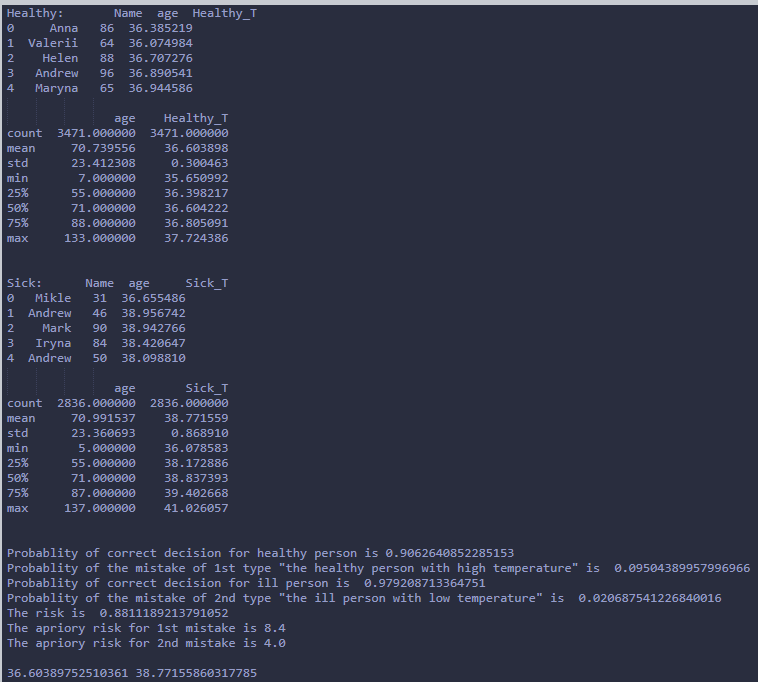 Healthy:       Name  age  Healthy_T
0     Anna   86  36.385219
1  Valerii   64  36.074984
2    Helen   88  36.707276
3   Andrew   96  36.890541
4   Maryna   65  36.944586
               age    Healthy_T
count  3471.000000  3471.000000
mean     70.739556    36.603898
std      23.412308     0.300463
min       7.000000    35.650992
25%      55.000000    36.398217
50%      71.000000    36.604222
75%      88.000000    36.805091
max     133.000000    37.724386
Sick:      Name  age     Sick_T
0   Mikle   31  36.655486
1  Andrew   46  38.956742
2    Mark   90  38.942766
3   Iryna   84  38.420647
4  Andrew   50  38.098810
               age       Sick_T
count  2836.000000  2836.000000
mean     70.991537    38.771559
std      23.360693     0.868910
min       5.000000    36.078583
25%      55.000000    38.172886
50%      71.000000    38.837393
75%      87.000000    39.402668
max     137.000000    41.026057
Probablity of correct decision for healthy person is 0.9062640852285153
Probablity of the mistake of 1st type "the healthy person with high temperature" is  0.09504389957996966
Probablity of correct decision for ill person is  0.979208713364751
Probablity of the mistake of 2nd type "the ill person with low temperature" is  0.020687541226840016
The risk is  0.8811189213791052
The apriory risk for 1st mistake is 8.4
The apriory risk for 2nd mistake is 4.0
36.60389752510361 38.77155860317785